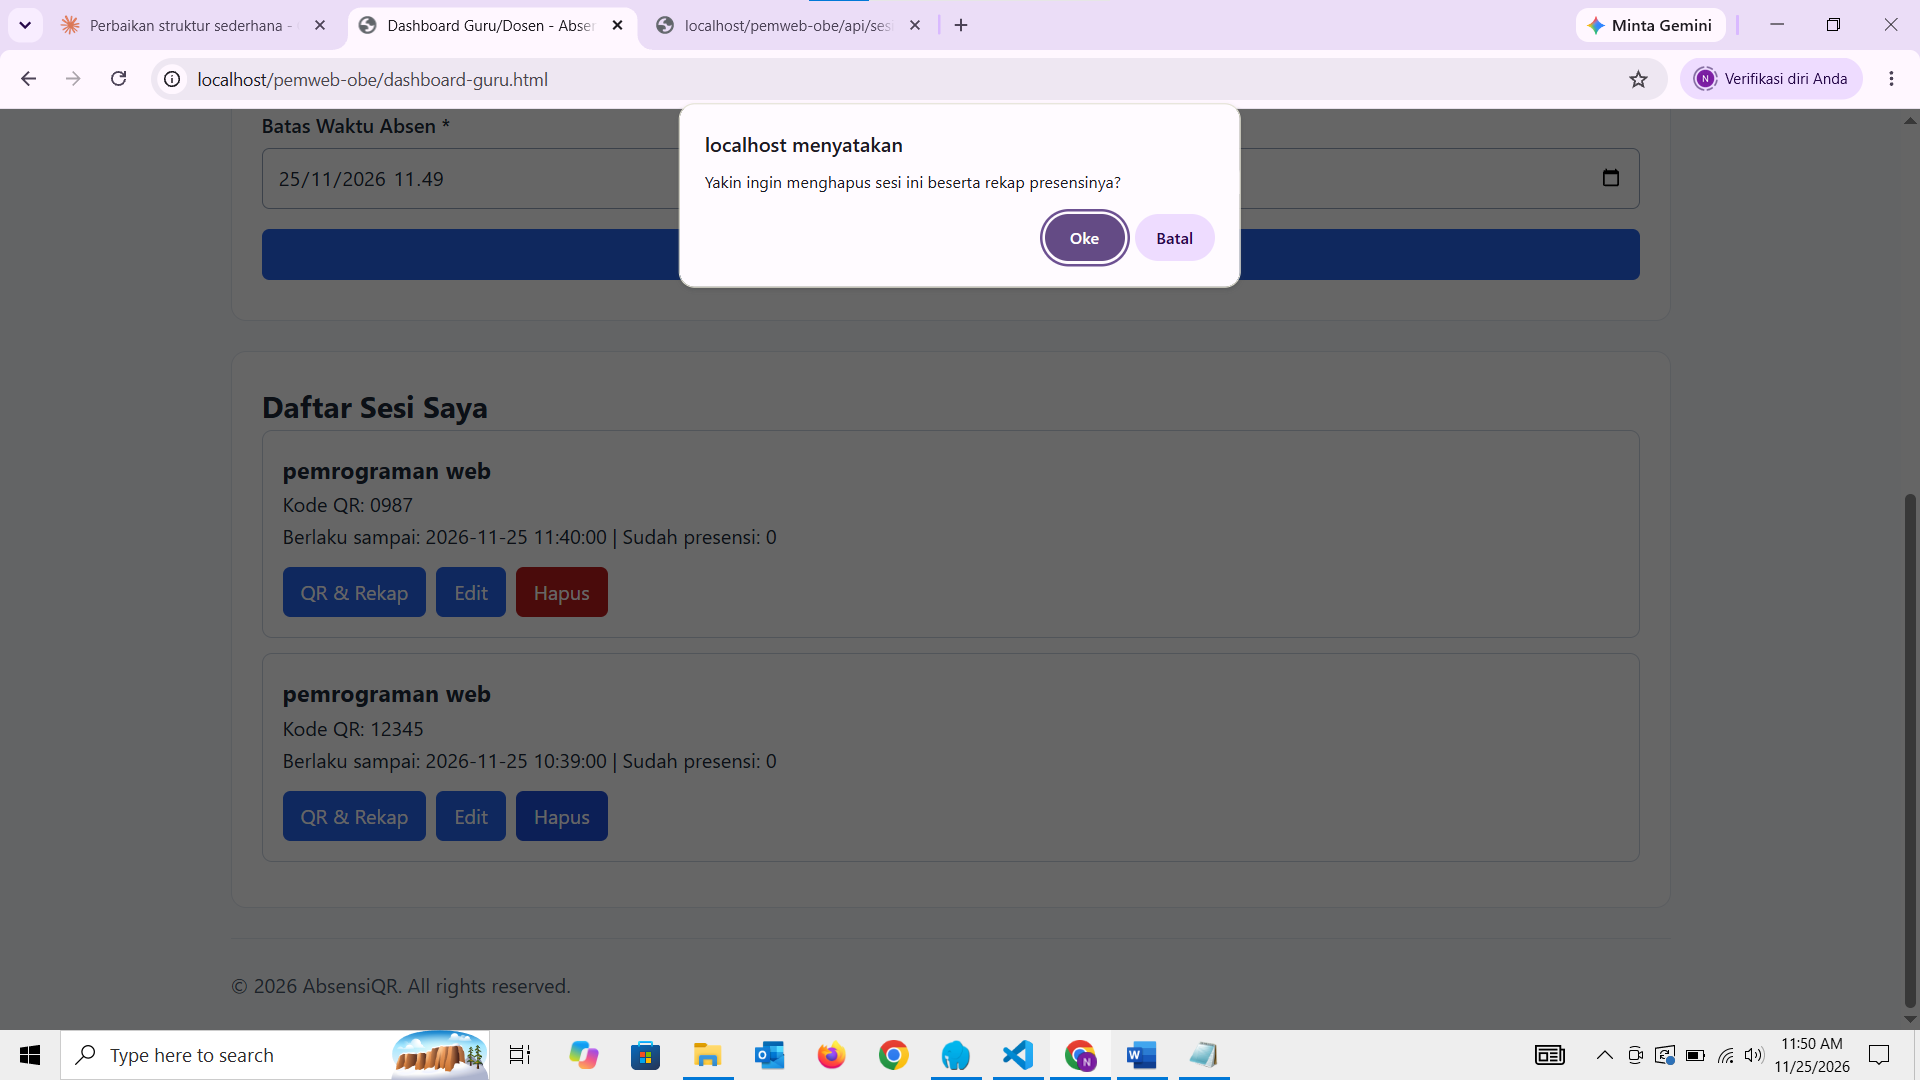 Perbaikan struktur sederhana -
Dashboard Guru/Dosen - Abser
localhost/pemweb-obe/api/sesi
Minta Gemini
localhost/pemweb-obe/dashboard-guru.html
N
Verifikasi diri Anda
localhost menyatakan
Yakin ingin menghapus sesi ini beserta rekap presensinya?
Oke
Batal
Batas Waktu Absen *
25/11/2026 11.49
Daftar Sesi Saya
pemrograman web
Kode QR: 0987
Berlaku sampai: 2026-11-25 11:40:00 | Sudah presensi: 0
QR & Rekap
Edit
Hapus
pemrograman web
Kode QR: 12345
Berlaku sampai: 2026-11-25 10:39:00 | Sudah presensi: 0
QR & Rekap
Edit
Hapus
© 2026 AbsensiQR. All rights reserved.
Type here to search
11:50 AM
11/25/2026